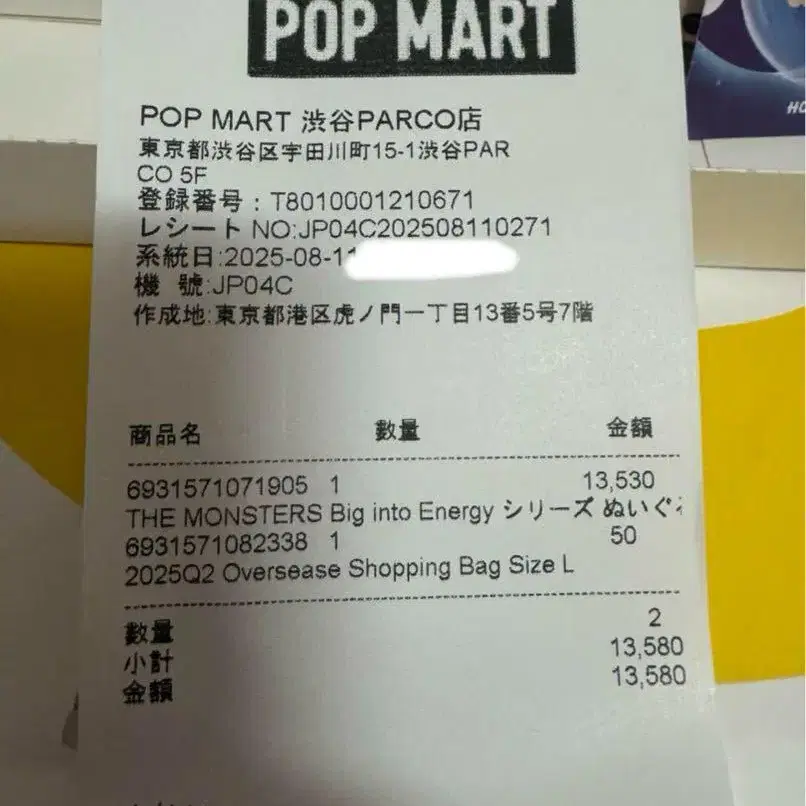 POP MART
POP MART 渋谷PARCO店
東京都渋谷区宇田川町15-1渋谷PAR
CO 5F
登録番号：T8010001210671
レシート NO:JP04C202508110271
系統日:2025-08-11
機 號:JP04C
作成地:東京都港区虎ノ門一丁目13番5号7階
商品名 數量 金額
6931571071905 1 13,530
THE MONSTERS Big into Energy シリーズ ぬいぐ
6931571082338 1 50
2025Q2 Oversease Shopping Bag Size L
數量 2
小計 13,580
金額 13,580